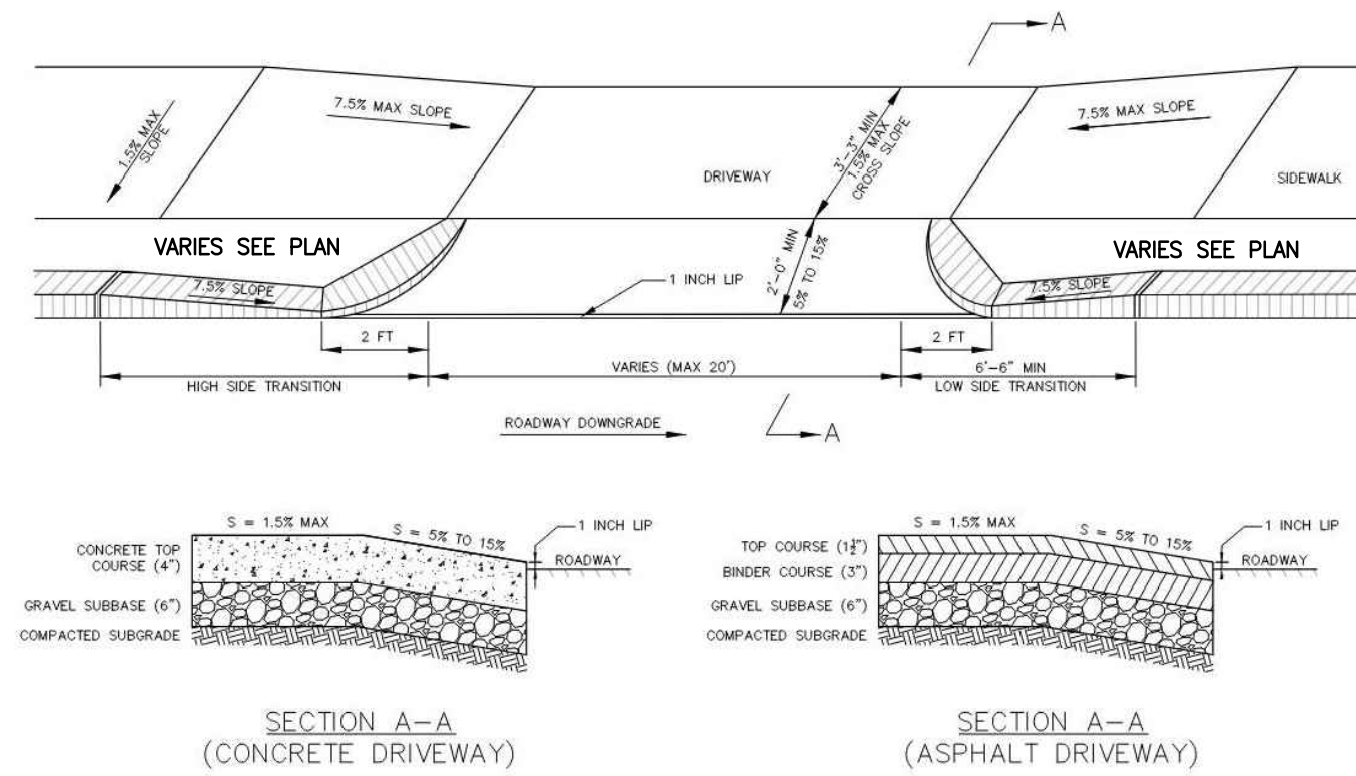 A
7.5% MAX SLOPE
7.5% MAX SLOPE
1.5% MAX
SLOPE
3'-3" MIN
1.5% MAX
CROSS SLOPE
DRIVEWAY
SIDEWALK
VARIES SEE PLAN
VARIES SEE PLAN
7.5% SLOPE
1 INCH LIP
2'-0" MIN
5% TO 15%
7.5% SLOPE
2 FT
2 FT
HIGH SIDE TRANSITION
VARIES (MAX 20')
6'-6" MIN
LOW SIDE TRANSITION
ROADWAY DOWNGRADE
A
S = 1.5% MAX
S = 5% TO 15%
1 INCH LIP
ROADWAY
CONCRETE TOP
COURSE (4")
GRAVEL SUBBASE (6")
COMPACTED SUBGRADE
SECTION A-A
(CONCRETE DRIVEWAY)
S = 1.5% MAX
S = 5% TO 15%
1 INCH LIP
ROADWAY
TOP COURSE (1½")
BINDER COURSE (3")
GRAVEL SUBBASE (6")
COMPACTED SUBGRADE
SECTION A-A
(ASPHALT DRIVEWAY)